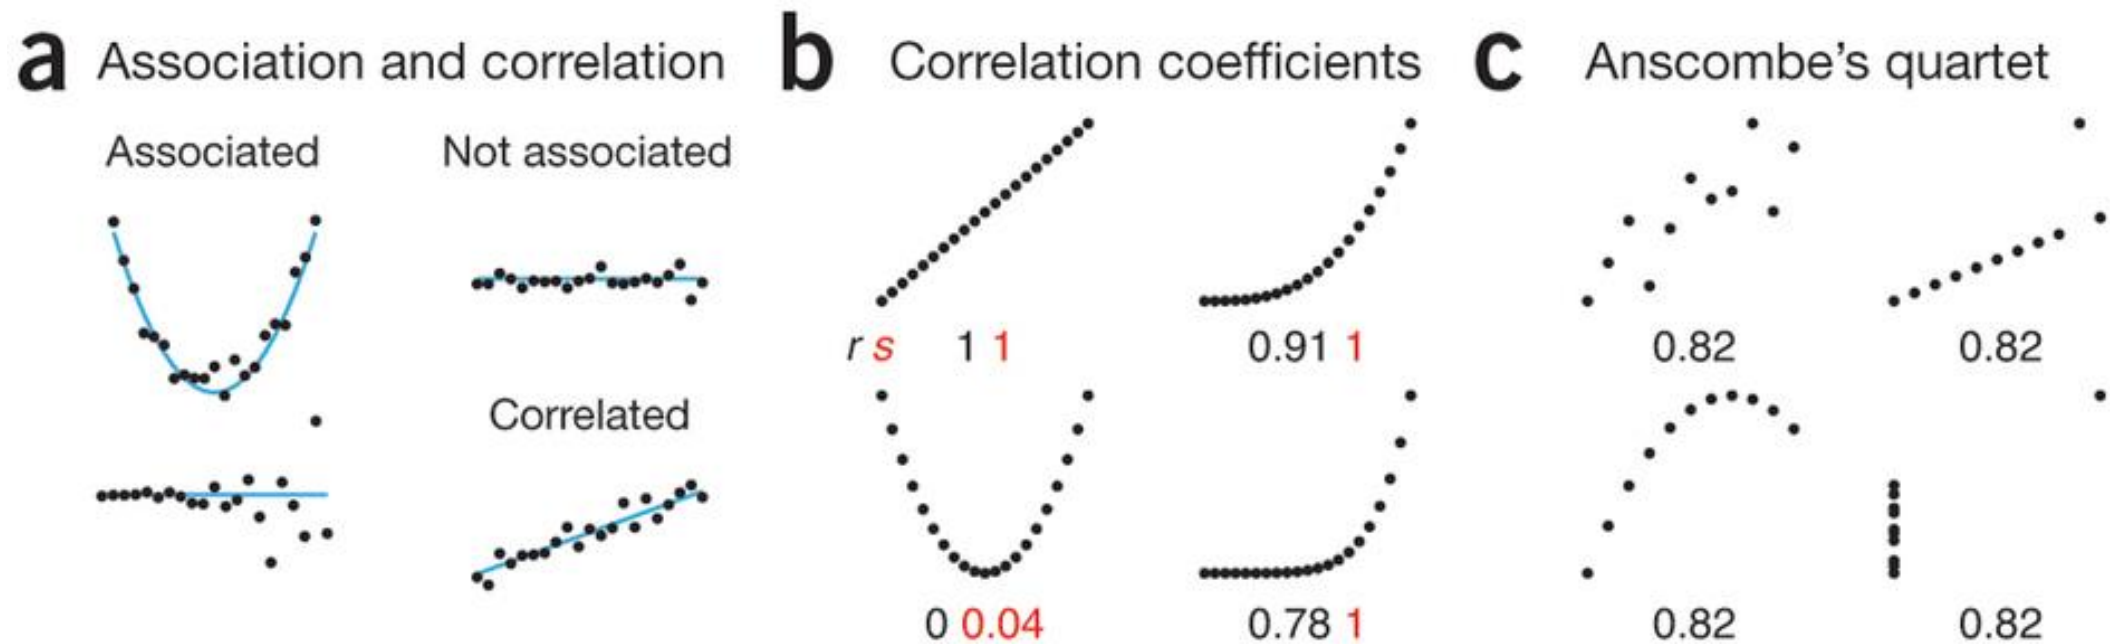 a Association and correlation
Associated
Not associated
Correlated
b Correlation coefficients
r s 1 1
0.91 1
0 0.04
0.78 1
c Anscombe's quartet
0.82
0.82
0.82
0.82